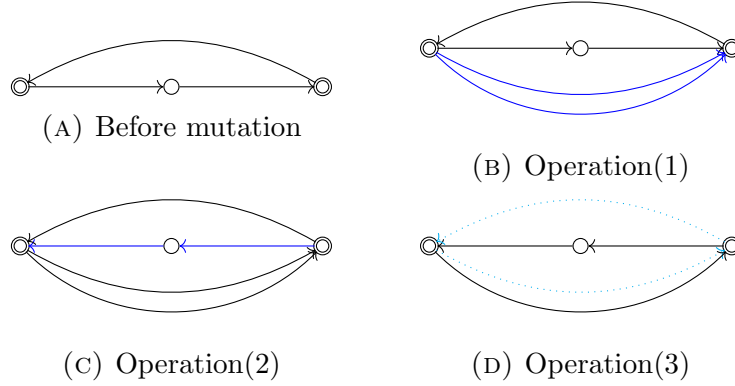 (A) Before mutation
(B) Operation(1)
(C) Operation(2)
(D) Operation(3)